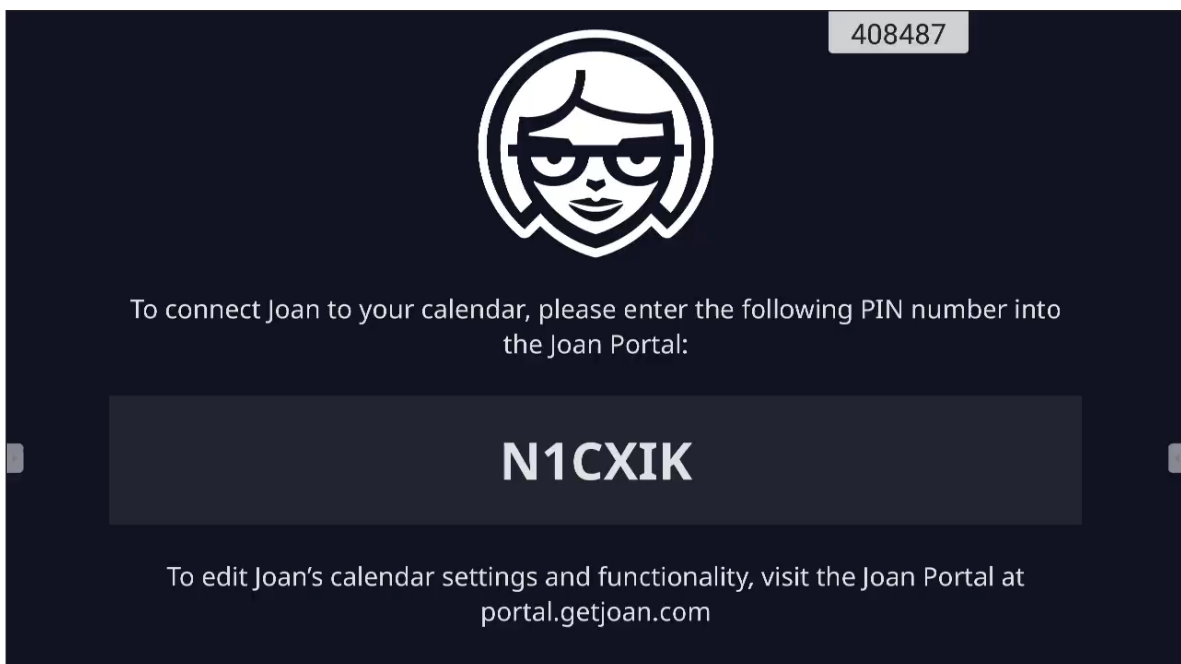 408487
To connect Joan to your calendar, please enter the following PIN number into
the Joan Portal:
N1CXIK
To edit Joan’s calendar settings and functionality, visit the Joan Portal at
portal.getjoan.com